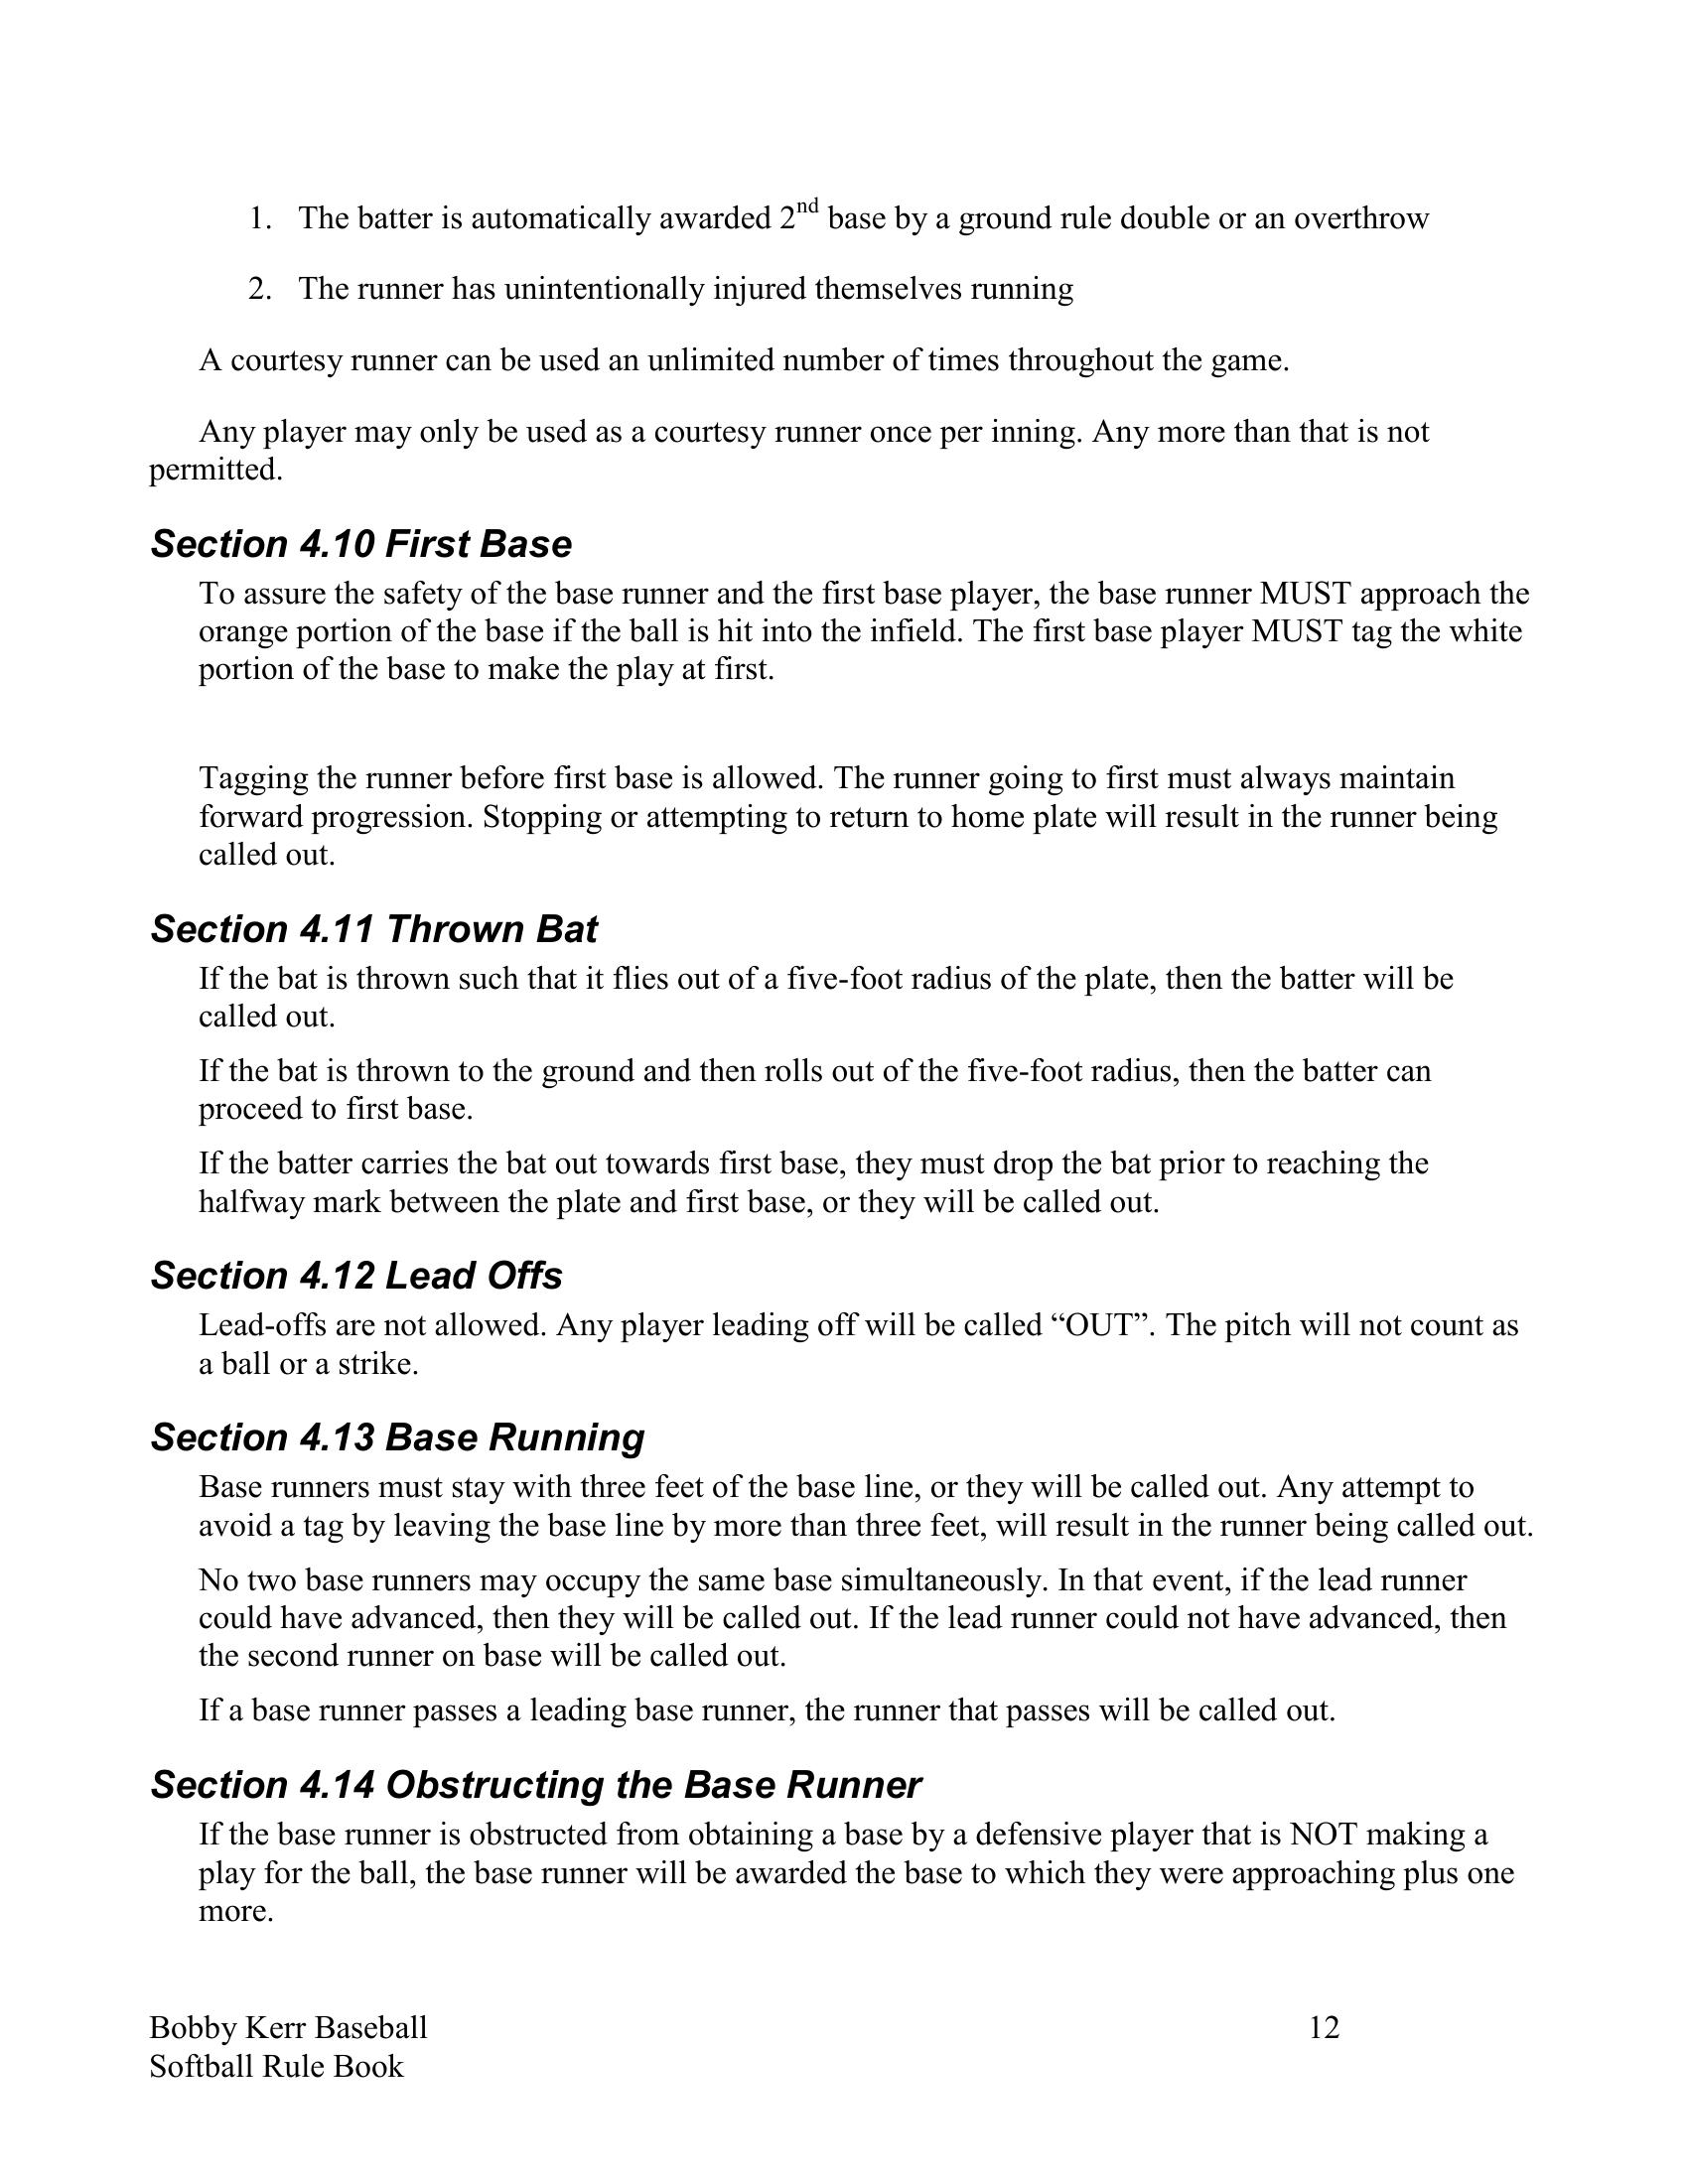 1. The batter is automatically awarded 2nd base by a ground rule double or an overthrow
2. The runner has unintentionally injured themselves running
A courtesy runner can be used an unlimited number of times throughout the game.
Any player may only be used as a courtesy runner once per inning. Any more than that is not
permitted.
Section 4.10 First Base
To assure the safety of the base runner and the first base player, the base runner MUST approach the
orange portion of the base if the ball is hit into the infield. The first base player MUST tag the white
portion of the base to make the play at first.
Tagging the runner before first base is allowed. The runner going to first must always maintain
forward progression. Stopping or attempting to return to home plate will result in the runner being
called out.
Section 4.11 Thrown Bat
If the bat is thrown such that it flies out of a five-foot radius of the plate, then the batter will be
called out.
If the bat is thrown to the ground and then rolls out of the five-foot radius, then the batter can
proceed to first base.
If the batter carries the bat out towards first base, they must drop the bat prior to reaching the
halfway mark between the plate and first base, or they will be called out.
Section 4.12 Lead Offs
Lead-offs are not allowed. Any player leading off will be called “OUT”. The pitch will not count as
a ball or a strike.
Section 4.13 Base Running
Base runners must stay with three feet of the base line, or they will be called out. Any attempt to
avoid a tag by leaving the base line by more than three feet, will result in the runner being called out.
No two base runners may occupy the same base simultaneously. In that event, if the lead runner
could have advanced, then they will be called out. If the lead runner could not have advanced, then
the second runner on base will be called out.
If a base runner passes a leading base runner, the runner that passes will be called out.
Section 4.14 Obstructing the Base Runner
If the base runner is obstructed from obtaining a base by a defensive player that is NOT making a
play for the ball, the base runner will be awarded the base to which they were approaching plus one
more.
Bobby Kerr Baseball 12
Softball Rule Book